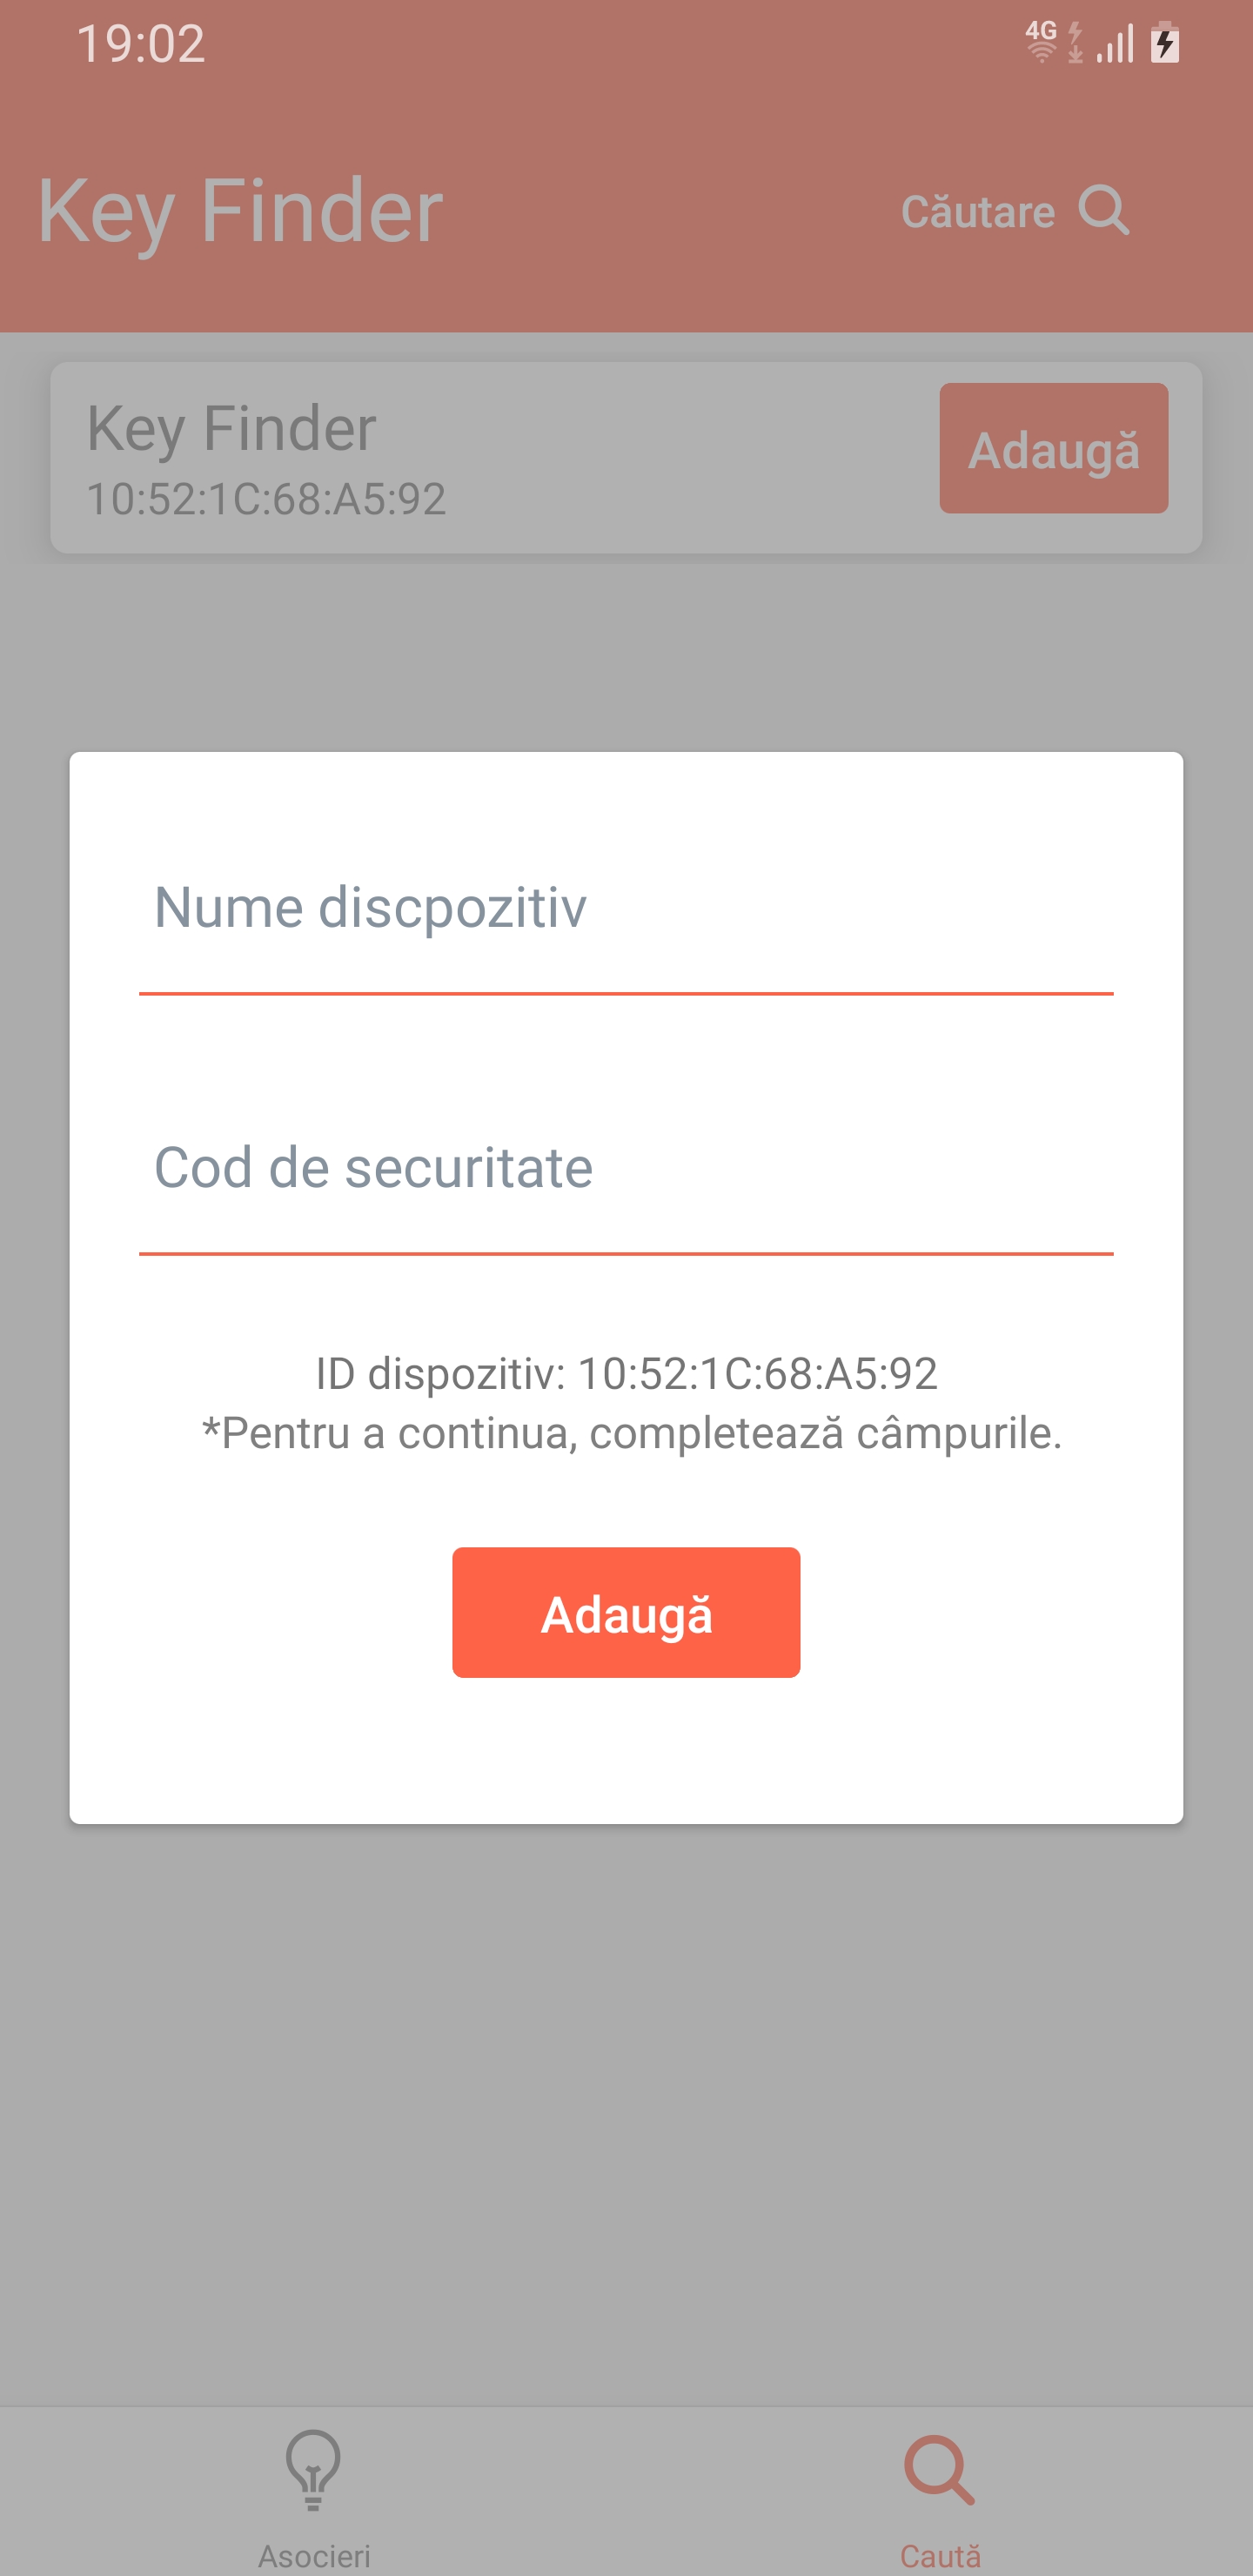 19:02
4G
Key Finder
Căutare
Key Finder
10:52:1C:68:A5:92
Adaugă
Nume discpozitiv
Cod de securitate
ID dispozitiv: 10:52:1C:68:A5:92
*Pentru a continua, completează câmpurile.
Adaugă
Asocieri
Caută